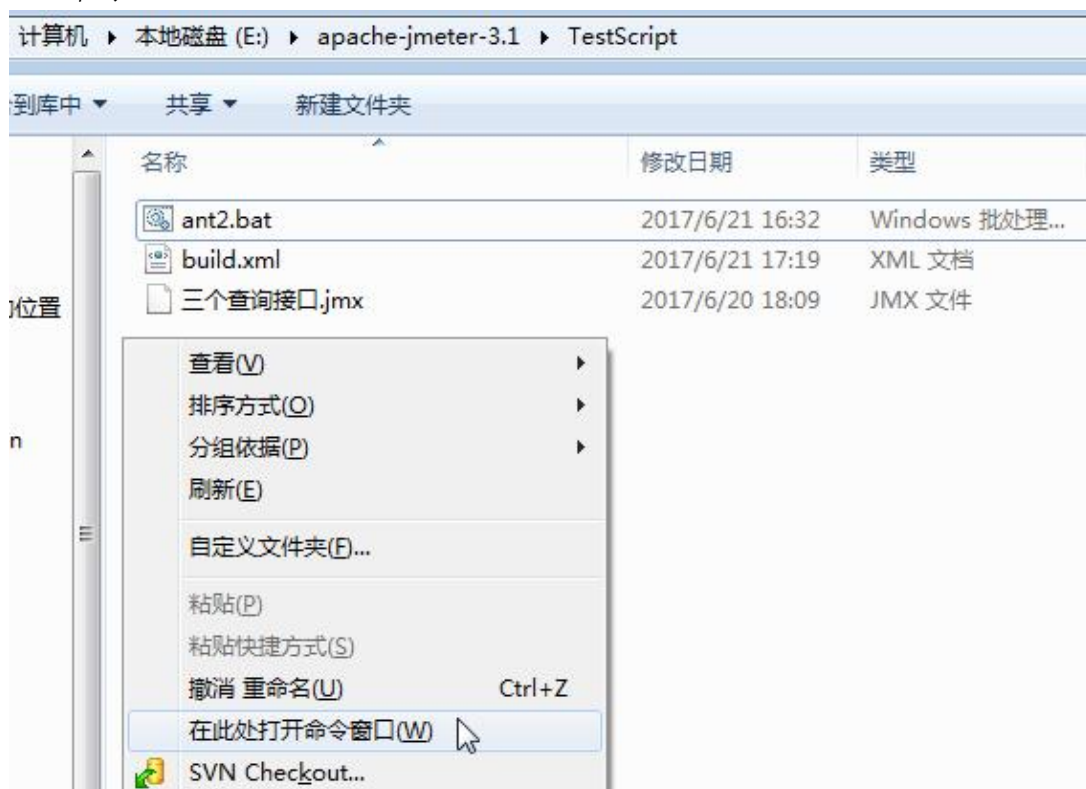 计算机 ▶ 本地磁盘 (E:) ▶ apache-jmeter-3.1 ▶ TestScript
到库中 ▼ 共享 ▼ 新建文件夹
名称 修改日期 类型
ant2.bat 2017/6/21 16:32 Windows 批处理...
build.xml 2017/6/21 17:19 XML 文档
三个查询接口.jmx 2017/6/20 18:09 JMX 文件
位置
查看(V)
排序方式(O)
分组依据(P)
n
刷新(E)
自定义文件夹(F)...
粘贴(P)
粘贴快捷方式(S)
撤消 重命名(U) Ctrl+Z
在此处打开命令窗口(W)
SVN Checkout...